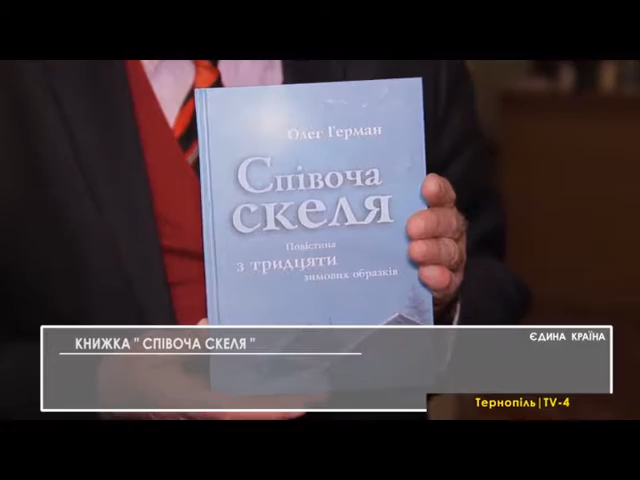 Олег Герман
Співоча
скеля
Повістина
з тридцяти
зимових образків
КНИЖКА " СПІВОЧА СКЕЛЯ "
ЄДИНА КРАЇНА
Тернопіль|TV-4